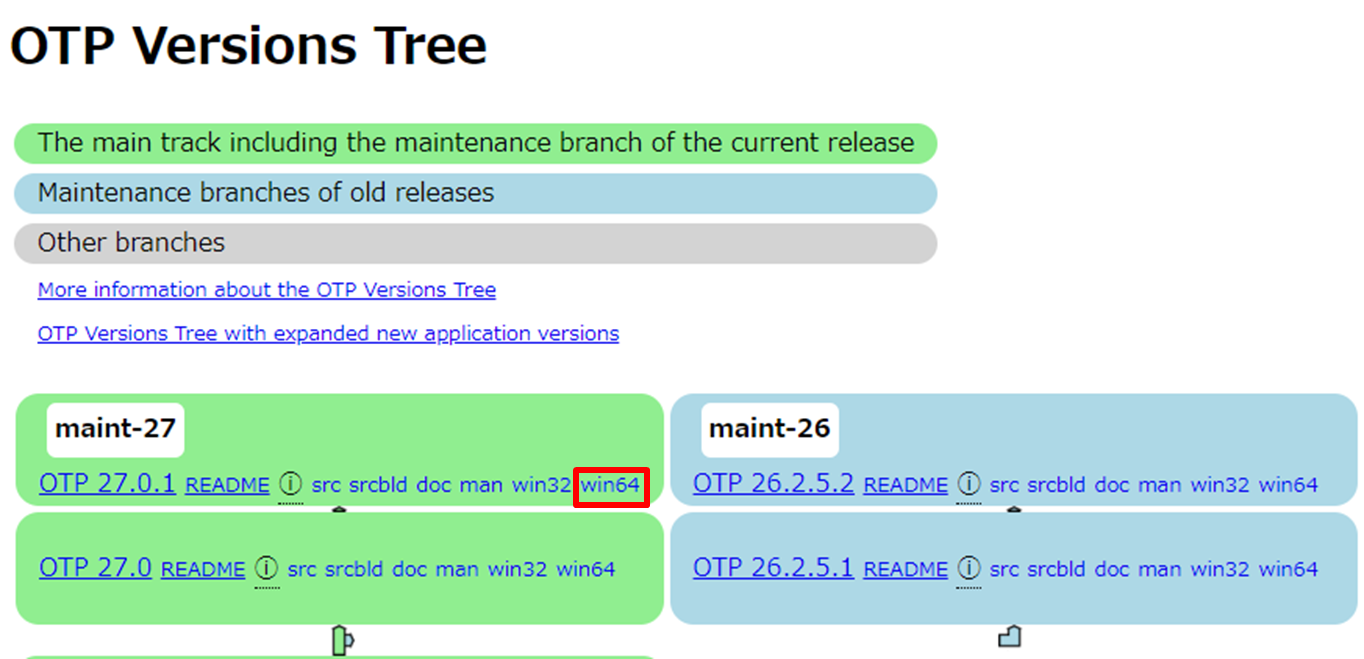 OTP Versions Tree
The main track including the maintenance branch of the current release
Maintenance branches of old releases
Other branches
More information about the OTP Versions Tree
OTP Versions Tree with expanded new application versions
maint-27
OTP 27.0.1 README ⓘ src srcbld doc man win32 win64
OTP 27.0 README ⓘ src srcbld doc man win32 win64
maint-26
OTP 26.2.5.2 README ⓘ src srcbld doc man win32 win64
OTP 26.2.5.1 README ⓘ src srcbld doc man win32 win64